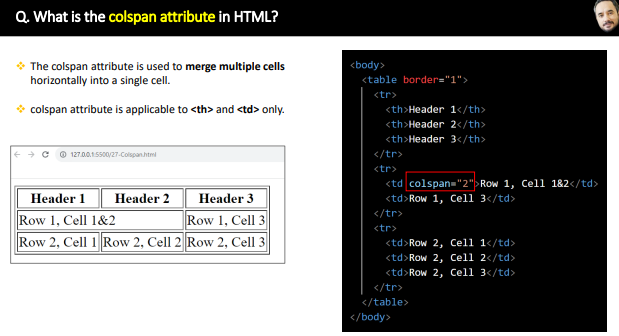 Q. What is the colspan attribute in HTML?
The colspan attribute is used to merge multiple cells
horizontally into a single cell.
colspan attribute is applicable to <th> and <td> only.
127.0.0.1:5500/27-Colspan.html
Header 1 Header 2 Header 3
Row 1, Cell 1&2 Row 1, Cell 3
Row 2, Cell 1 Row 2, Cell 2 Row 2, Cell 3
<body>
<table border="1">
<tr>
<th>Header 1</th>
<th>Header 2</th>
<th>Header 3</th>
</tr>
<tr>
<td colspan="2">Row 1, Cell 1&2</td>
<td>Row 1, Cell 3</td>
</tr>
<tr>
<td>Row 2, Cell 1</td>
<td>Row 2, Cell 2</td>
<td>Row 2, Cell 3</td>
</tr>
</table>
</body>